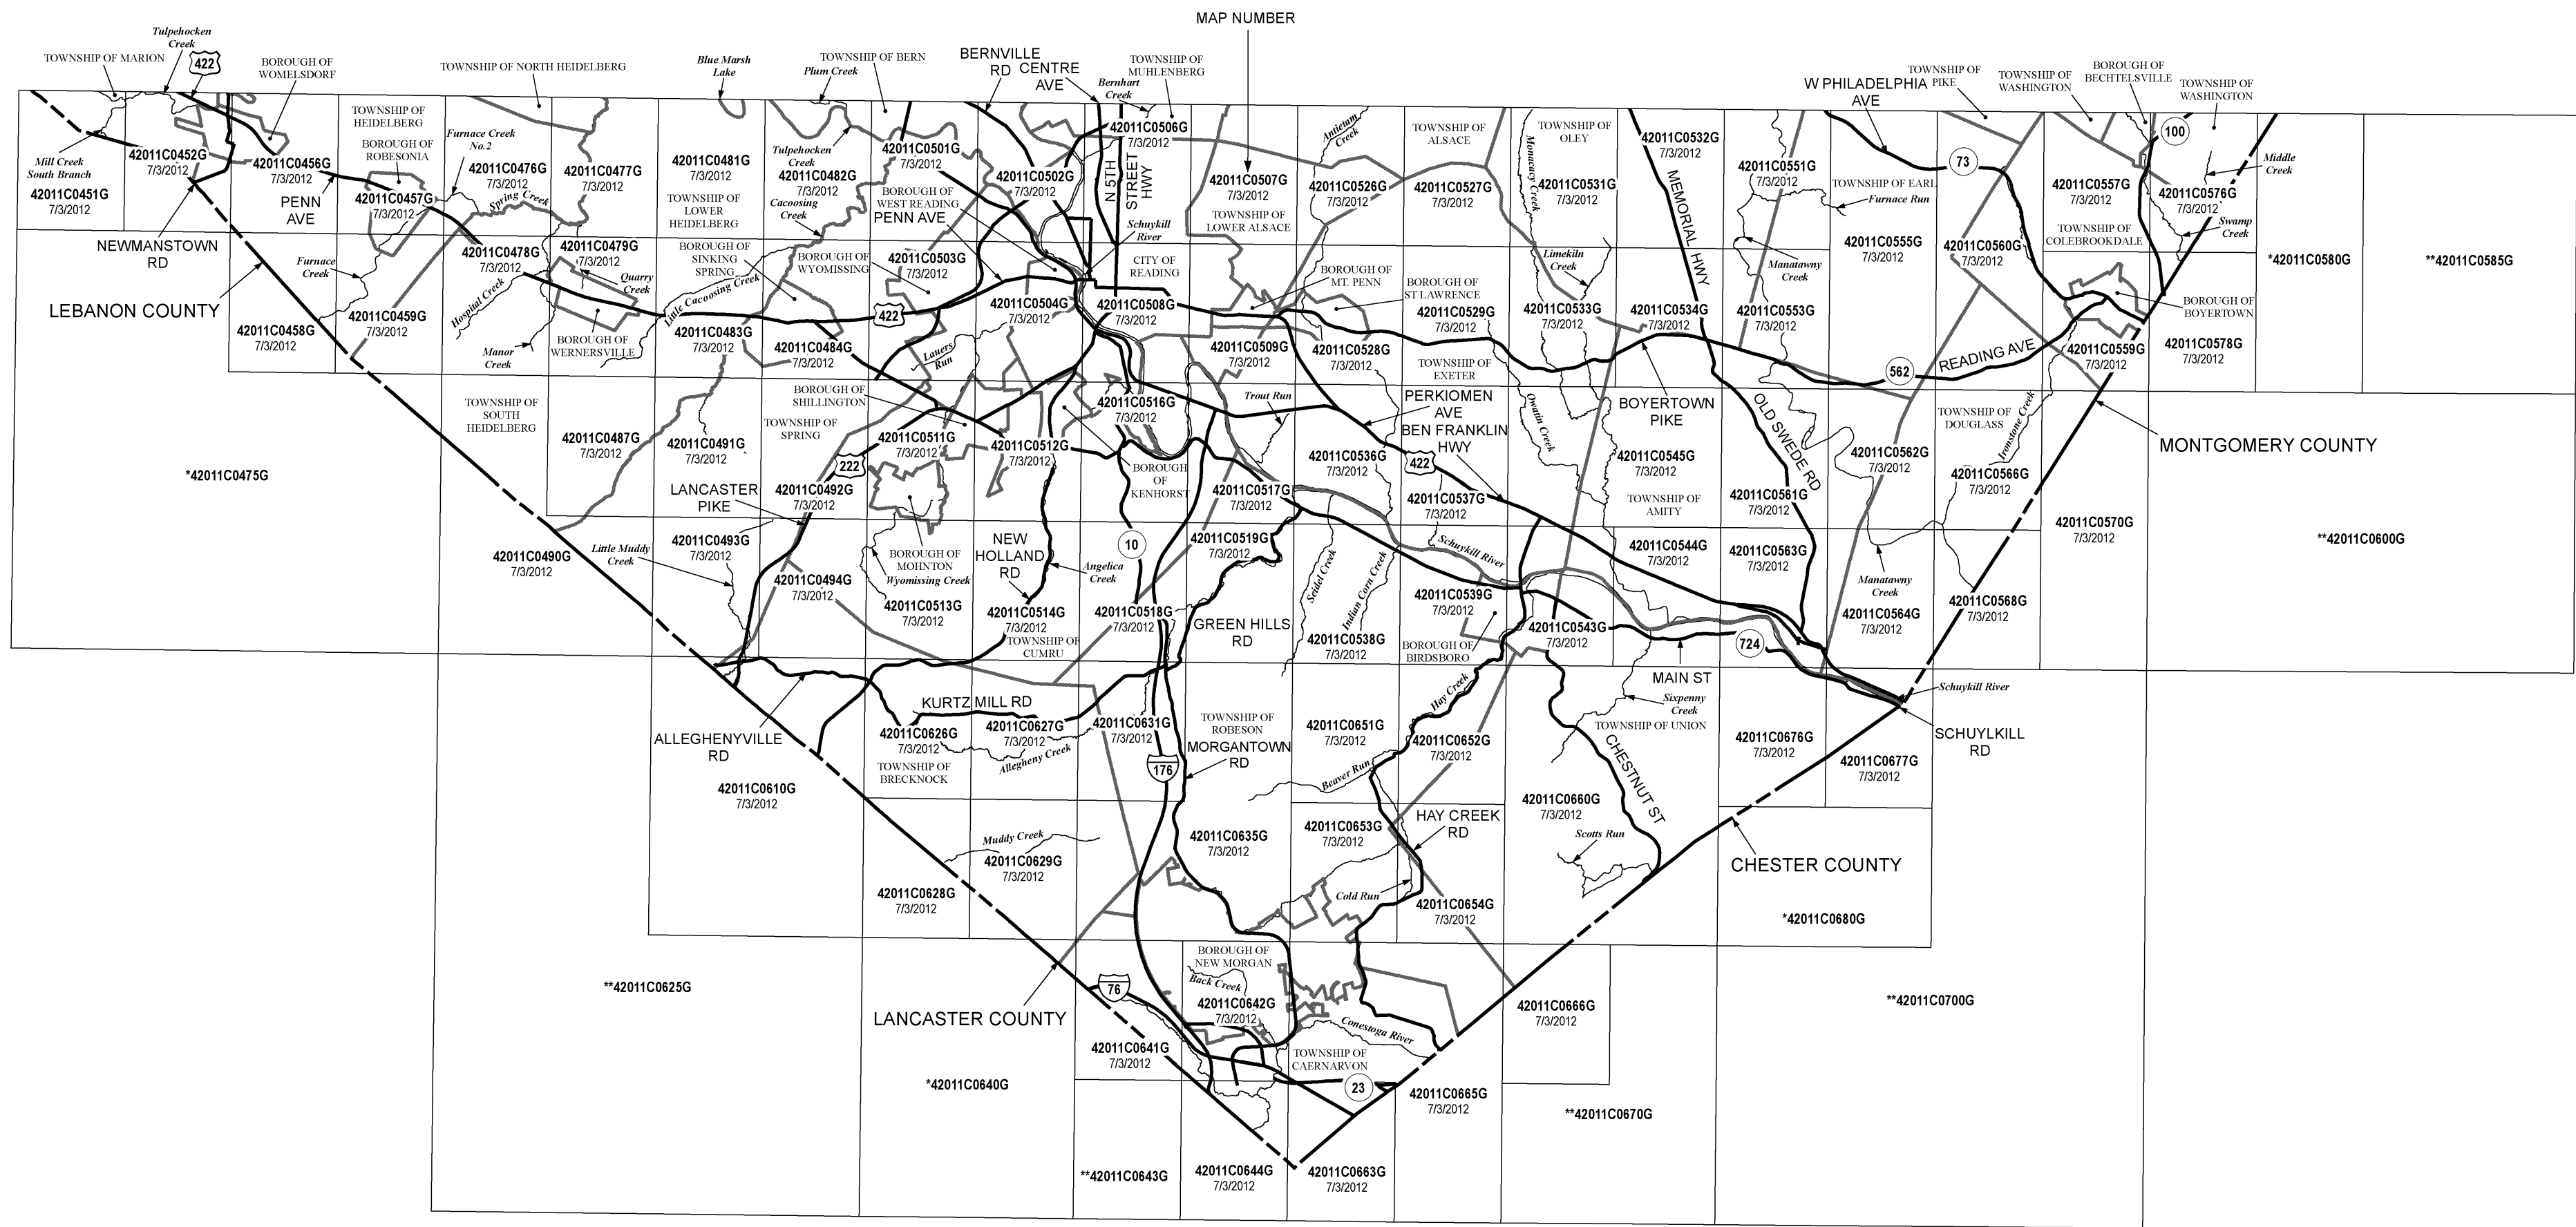 MAP NUMBER
Tulpehocken
Creek
TOWNSHIP OF MARION
422
BOROUGH OF
WOMELSDORF
TOWNSHIP OF NORTH HEIDELBERG
Blue Marsh
Lake
TOWNSHIP OF BERN
Plum Creek
BERNVILLE
RD
CENTRE
AVE
Bernhart
Creek
TOWNSHIP OF
MUHLENBERG
W PHILADELPHIA
AVE
TOWNSHIP OF
PIKE
TOWNSHIP OF
WASHINGTON
BOROUGH OF
BECHTELSVILLE
TOWNSHIP OF
WASHINGTON
Mill Creek
South Branch
42011C0451G
7/3/2012
42011C0452G
7/3/2012
42011C0456G
7/3/2012
PENN
AVE
TOWNSHIP OF
HEIDELBERG
BOROUGH OF
ROBESONIA
42011C0457G
7/3/2012
Furnace Creek
No.2
42011C0476G
7/3/2012
Spring Creek
42011C0477G
7/3/2012
42011C0481G
7/3/2012
TOWNSHIP OF
LOWER
HEIDELBERG
Tulpehocken
Creek
42011C0482G
7/3/2012
Cacoosing
Creek
42011C0501G
7/3/2012
BOROUGH OF
WEST READING
PENN AVE
42011C0502G
7/3/2012
42011C0506G
7/3/2012
N 5TH
STREET
HWY
Schuykill
River
42011C0507G
7/3/2012
TOWNSHIP OF
LOWER ALSACE
Antietam
Creek
42011C0526G
7/3/2012
TOWNSHIP OF
ALSACE
42011C0527G
7/3/2012
Monacacy Creek
TOWNSHIP OF
OLEY
42011C0531G
7/3/2012
42011C0532G
7/3/2012
MEMORIAL HWY
42011C0551G
7/3/2012
TOWNSHIP OF EARL
Furnace Run
73
100
42011C0557G
7/3/2012
TOWNSHIP OF
COLEBROOKDALE
42011C0576G
7/3/2012
Middle
Creek
Swamp
Creek
NEWMANSTOWN
RD
LEBANON COUNTY
42011C0458G
7/3/2012
Furnace
Creek
42011C0459G
7/3/2012
42011C0478G
7/3/2012
Hospital Creek
42011C0479G
7/3/2012
Quarry
Creek
Manor
Creek
BOROUGH OF
WERNERSVILLE
BOROUGH OF
SINKING
SPRING
Little Cacoosing Creek
42011C0483G
7/3/2012
BOROUGH OF
WYOMISSING
42011C0484G
7/3/2012
42011C0503G
7/3/2012
422
Lauers
Run
42011C0504G
7/3/2012
CITY OF
READING
42011C0508G
7/3/2012
42011C0509G
7/3/2012
BOROUGH OF
MT. PENN
42011C0528G
7/3/2012
BOROUGH OF
ST LAWRENCE
42011C0529G
7/3/2012
TOWNSHIP OF
EXETER
Limekiln
Creek
42011C0533G
7/3/2012
42011C0534G
7/3/2012
Manatawny
Creek
42011C0553G
7/3/2012
42011C0555G
7/3/2012
42011C0560G
7/3/2012
562
READING AVE
BOROUGH OF
BOYERTOWN
42011C0559G
7/3/2012
42011C0578G
7/3/2012
*42011C0580G
**42011C0585G
*42011C0475G
TOWNSHIP OF
SOUTH
HEIDELBERG
42011C0487G
7/3/2012
42011C0491G
7/3/2012
BOROUGH OF
SHILLINGTON
TOWNSHIP OF
SPRING
222
42011C0492G
7/3/2012
LANCASTER
PIKE
42011C0511G
7/3/2012
42011C0512G
7/3/2012
42011C0516G
7/3/2012
BOROUGH
OF
KENHORST
Trout Run
42011C0517G
7/3/2012
42011C0536G
7/3/2012
PERKIOMEN
AVE
BEN FRANKLIN
HWY
422
42011C0537G
7/3/2012
Owatin Creek
BOYERTOWN
PIKE
42011C0545G
7/3/2012
TOWNSHIP OF
AMITY
OLD SWEDE RD
42011C0561G
7/3/2012
42011C0562G
7/3/2012
TOWNSHIP OF
DOUGLASS
Ironstone Creek
42011C0566G
7/3/2012
MONTGOMERY COUNTY
42011C0570G
7/3/2012
**42011C0600G
42011C0490G
7/3/2012
Little Muddy
Creek
42011C0493G
7/3/2012
42011C0494G
7/3/2012
BOROUGH OF
MOHNTON
Wyomissing Creek
42011C0513G
7/3/2012
NEW
HOLLAND
RD
42011C0514G
7/3/2012
TOWNSHIP OF
CUMRU
Angelica
Creek
10
42011C0518G
7/3/2012
42011C0519G
7/3/2012
GREEN HILLS
RD
Seidel Creek
Indian Corn Creek
42011C0538G
7/3/2012
Schuykill River
42011C0539G
7/3/2012
BOROUGH OF
BIRDSBORO
42011C0543G
7/3/2012
42011C0544G
7/3/2012
42011C0563G
7/3/2012
724
MAIN ST
Manatawny
Creek
42011C0564G
7/3/2012
42011C0568G
7/3/2012
Schuykill River
SCHUYLKILL
RD
ALLEGHENYVILLE
RD
42011C0610G
7/3/2012
KURTZ MILL RD
42011C0626G
7/3/2012
TOWNSHIP OF
BRECKNOCK
42011C0627G
7/3/2012
Allegheny Creek
42011C0631G
7/3/2012
176
TOWNSHIP OF
ROBESON
MORGANTOWN
RD
42011C0651G
7/3/2012
Beaver Run
Hay Creek
42011C0652G
7/3/2012
Sixpenny
Creek
TOWNSHIP OF UNION
CHESTNUT ST
42011C0660G
7/3/2012
Scotts Run
42011C0676G
7/3/2012
42011C0677G
7/3/2012
CHESTER COUNTY
*42011C0680G
42011C0628G
7/3/2012
Muddy Creek
42011C0629G
7/3/2012
42011C0635G
7/3/2012
42011C0653G
7/3/2012
HAY CREEK
RD
Cold Run
42011C0654G
7/3/2012
**42011C0625G
LANCASTER COUNTY
76
*42011C0640G
42011C0641G
7/3/2012
BOROUGH OF
NEW MORGAN
Back Creek
42011C0642G
7/3/2012
Conestoga River
TOWNSHIP OF
CAERNARVON
23
42011C0665G
7/3/2012
42011C0666G
7/3/2012
**42011C0670G
**42011C0700G
**42011C0643G
42011C0644G
7/3/2012
42011C0663G
7/3/2012